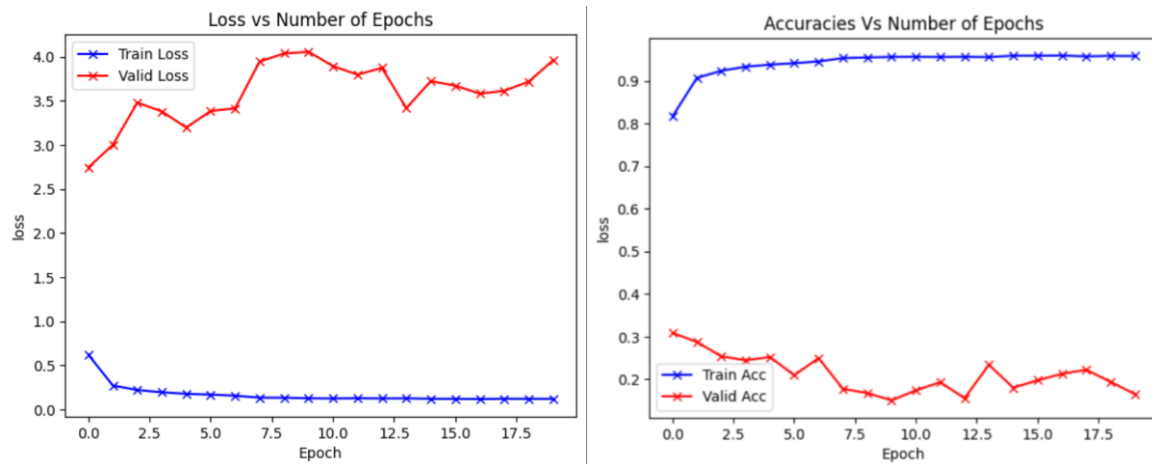 Loss vs Number of Epochs
4.0
3.5
3.0
2.5
2.0
1.5
1.0
0.5
0.0
loss
Train Loss
Valid Loss
0.0 2.5 5.0 7.5 10.0 12.5 15.0 17.5
Epoch
Accuracies Vs Number of Epochs
0.9
0.8
0.7
0.6
0.5
0.4
0.3
0.2
loss
Train Acc
Valid Acc
0.0 2.5 5.0 7.5 10.0 12.5 15.0 17.5
Epoch